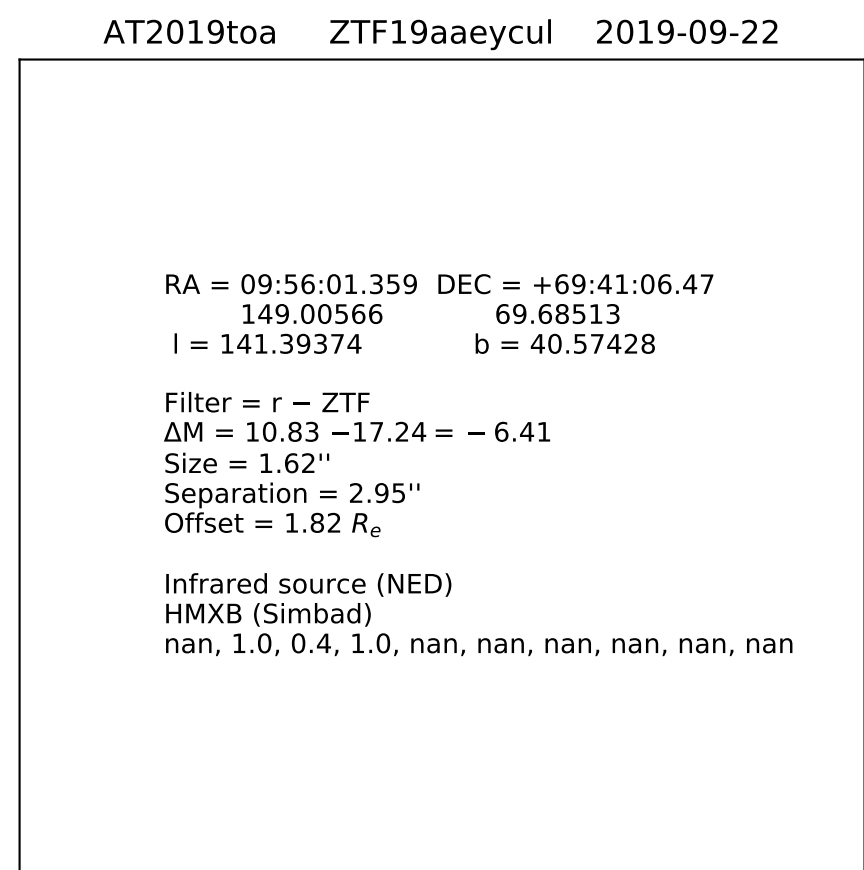 AT2019toa ZTF19aaeycul 2019-09-22
RA = 09:56:01.359 DEC = +69:41:06.47
149.00566 69.68513
l = 141.39374 b = 40.57428
Filter = r − ZTF
ΔM = 10.83 −17.24 = − 6.41
Size = 1.62''
Separation = 2.95''
Offset = 1.82 Re
Infrared source (NED)
HMXB (Simbad)
nan, 1.0, 0.4, 1.0, nan, nan, nan, nan, nan, nan